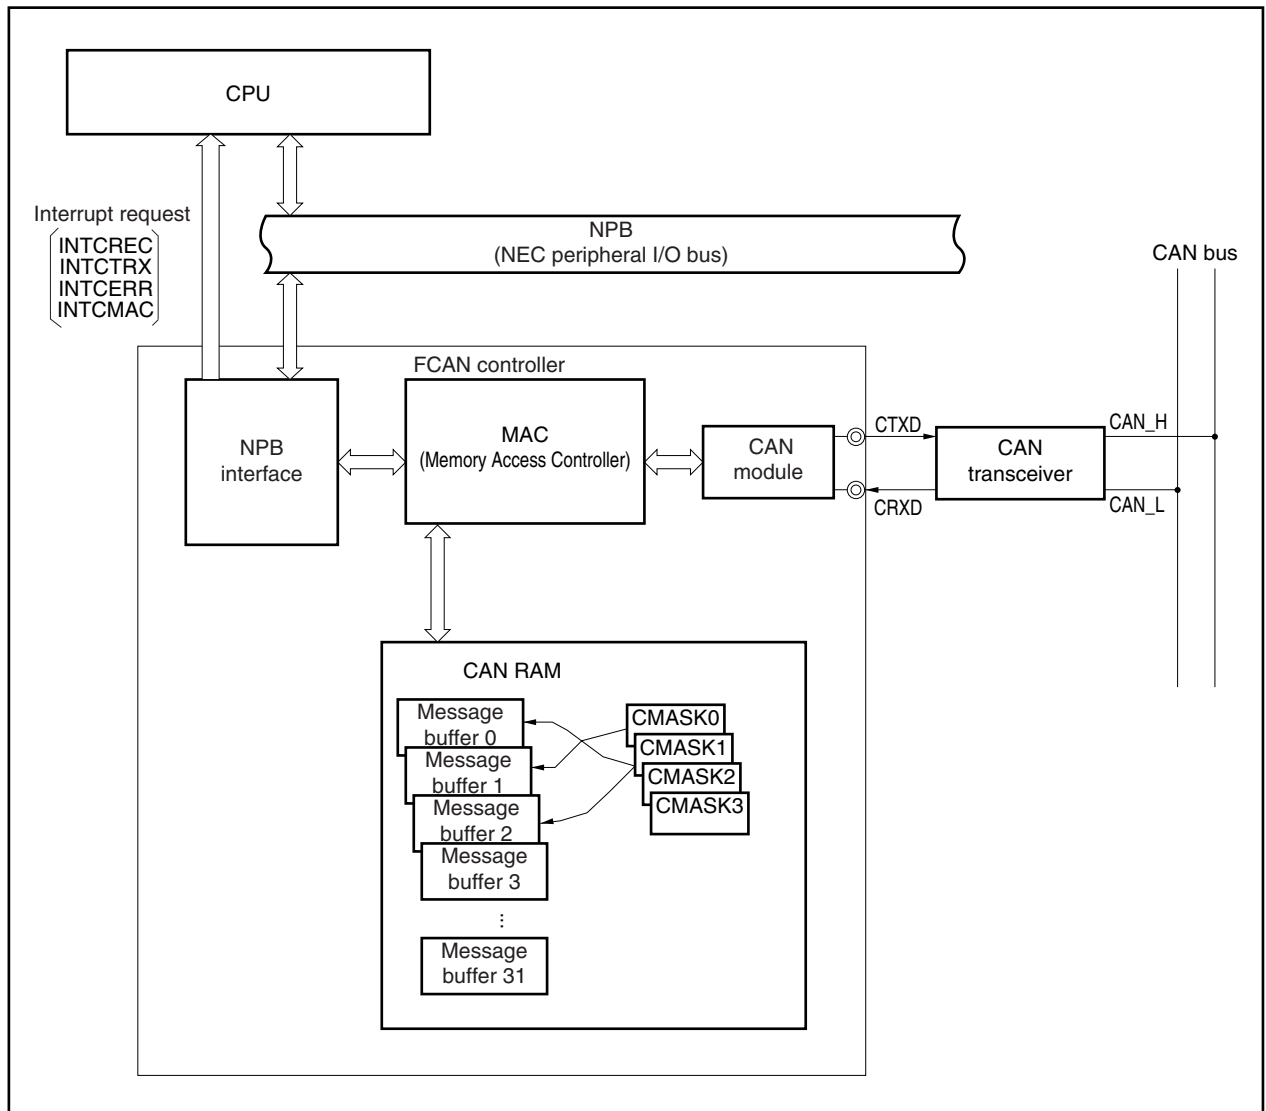 CPU
Interrupt request
INTCREC
INTCTRX
INTCERR
INTCMAC
NPB
(NEC peripheral I/O bus)
CAN bus
FCAN controller
NPB
interface
MAC
(Memory Access Controller)
CAN
module
CTXD
CRXD
CAN
transceiver
CAN_H
CAN_L
CAN RAM
Message
buffer 0
Message
buffer 1
Message
buffer 2
Message
buffer 3
...
Message
buffer 31
CMASK0
CMASK1
CMASK2
CMASK3